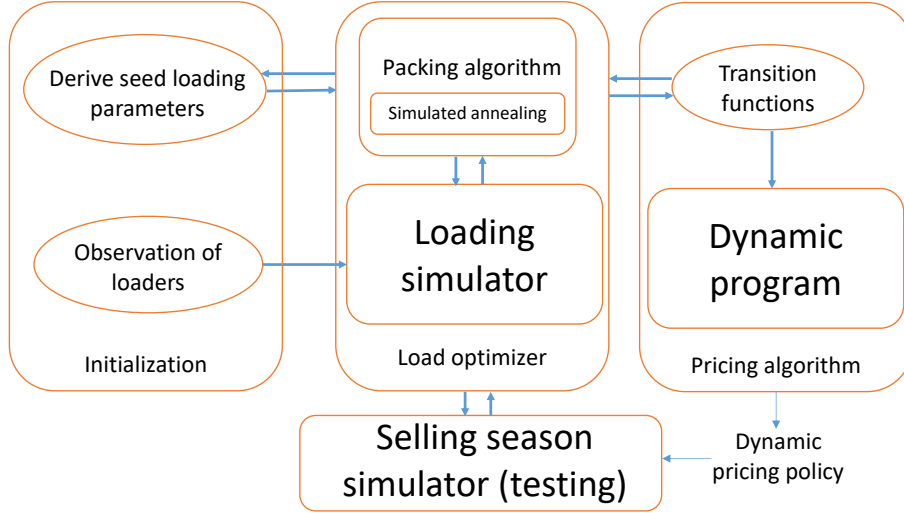 Derive seed loading
parameters
Observation of
loaders
Initialization
Packing algorithm
Simulated annealing
Loading
simulator
Load optimizer
Transition
functions
Dynamic
program
Pricing algorithm
Selling season
simulator (testing)
Dynamic
pricing policy